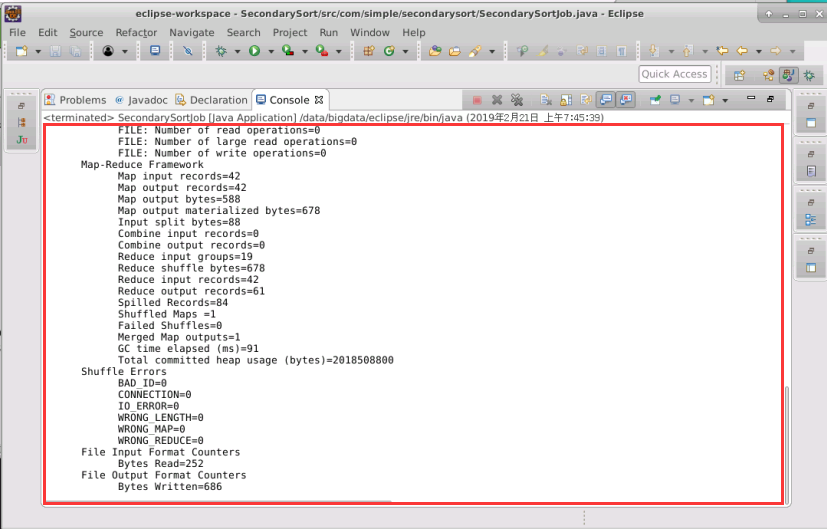 eclipse-workspace - SecondarySort/src/com/simple/secondarysort/SecondarySortJob.java - Eclipse
File Edit Source Refactor Navigate Search Project Run Window Help
Quick Access
Problems @ Javadoc Declaration Console
<terminated> SecondarySortJob [Java Application] /data/bigdata/eclipse/jre/bin/java (2019年2月21日 上午7:45:39)
FILE: Number of read operations=0
FILE: Number of large read operations=0
FILE: Number of write operations=0
Map-Reduce Framework
Map input records=42
Map output records=42
Map output bytes=588
Map output materialized bytes=678
Input split bytes=88
Combine input records=0
Combine output records=0
Reduce input groups=19
Reduce shuffle bytes=678
Reduce input records=42
Reduce output records=61
Spilled Records=84
Shuffled Maps =1
Failed Shuffles=0
Merged Map outputs=1
GC time elapsed (ms)=91
Total committed heap usage (bytes)=2018508800
Shuffle Errors
BAD_ID=0
CONNECTION=0
IO_ERROR=0
WRONG_LENGTH=0
WRONG_MAP=0
WRONG_REDUCE=0
File Input Format Counters
Bytes Read=252
File Output Format Counters
Bytes Written=686